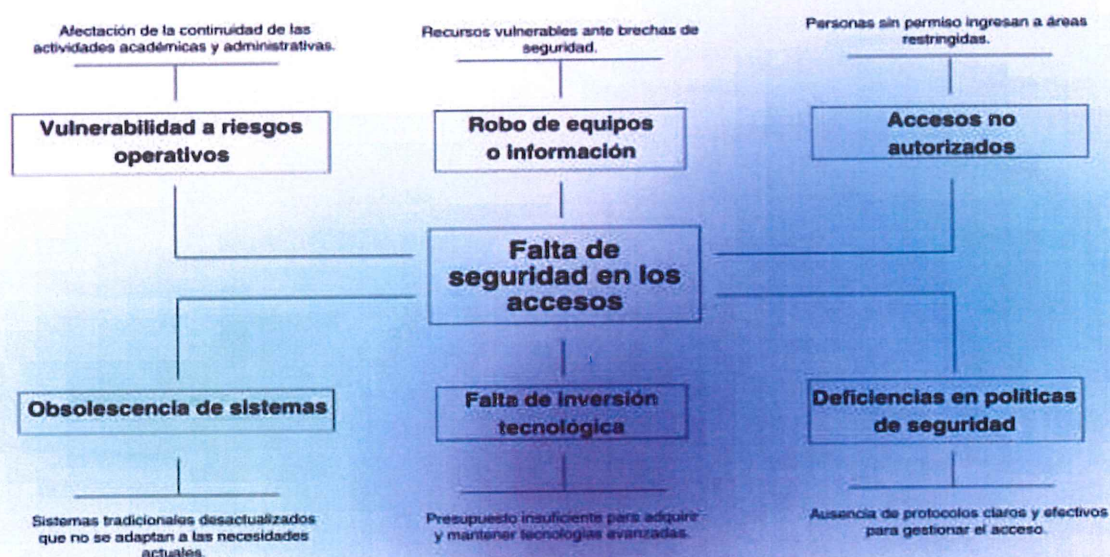 Afectación de la continuidad de las
actividades académicas y administrativas.
Recursos vulnerables ante brechas de
seguridad.
Personas sin permiso ingresan a áreas
restringidas.
Vulnerabilidad a riesgos
operativos
Robo de equipos
o información
Accesos no
autorizados
Falta de
seguridad en los
accesos
Obsolescencia de sistemas
Falta de inversión
tecnológica
Deficiencias en políticas
de seguridad
Sistemas tradicionales desactualizados
que no se adaptan a las necesidades
actuales.
Presupuesto insuficiente para adquirir
y mantener tecnologías avanzadas.
Ausencia de protocolos claros y efectivos
para gestionar el acceso.